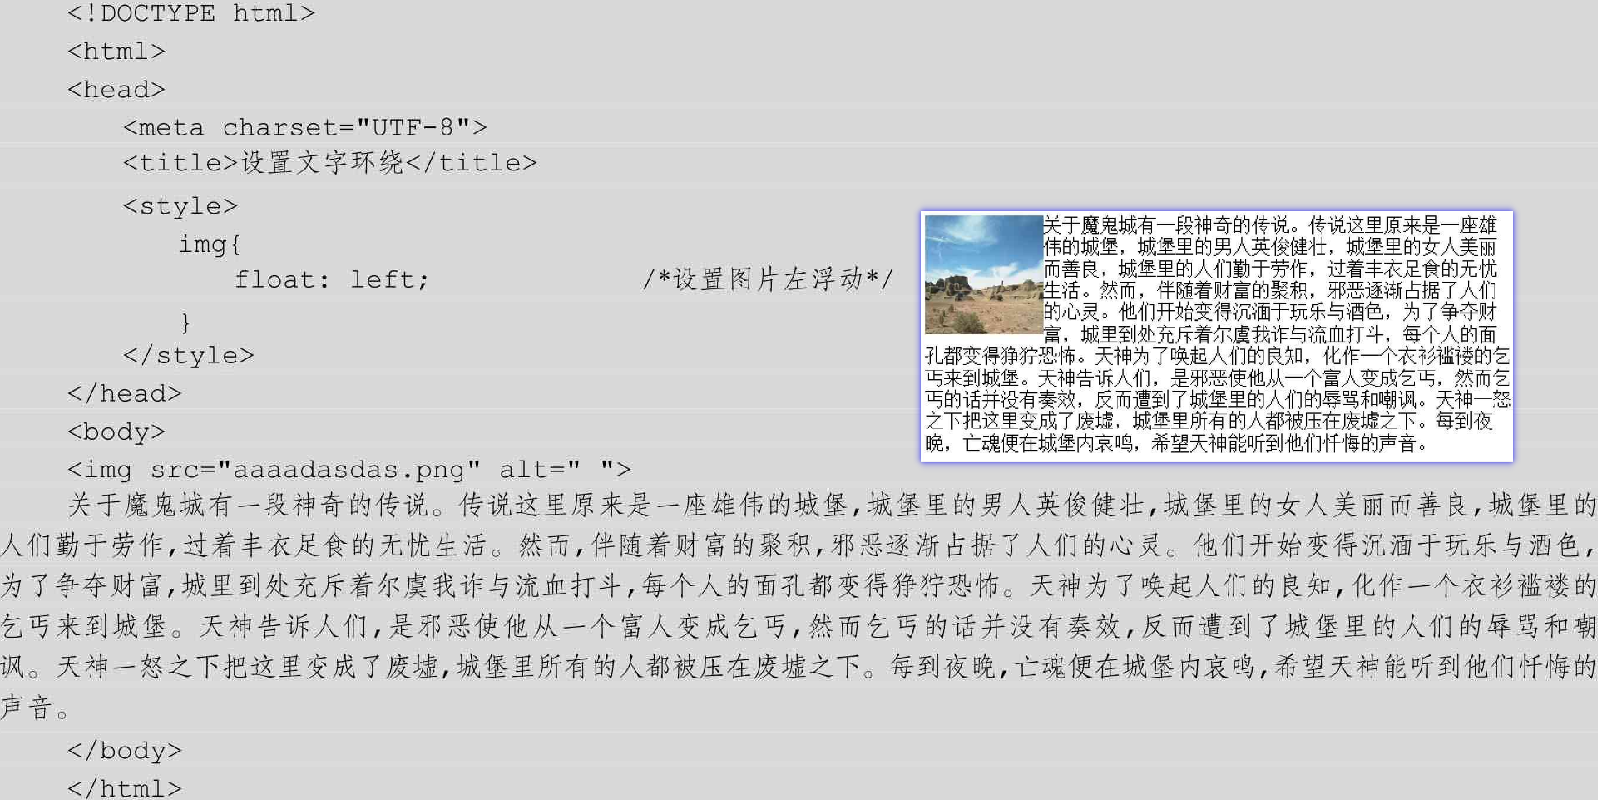 <!DOCTYPE html>
<html>
<head>
<meta charset="UTF-8">
<title>设置文字环绕</title>
<style>
img{
float: left; /*设置图片左浮动*/
}
</style>
</head>
<body>
<img src="aaaadasdas.png" alt=" ">
关于魔鬼城有一段神奇的传说。传说这里原来是一座雄伟的城堡,城堡里的男人英俊健壮,城堡里的女人美丽而善良,城堡里的
人们勤于劳作,过着丰衣足食的无忧生活。然而,伴随着财富的聚积,邪恶逐渐占据了人们的心灵。他们开始变得沉湎于玩乐与酒色,
为了争夺财富,城里到处充斥着尔虞我诈与流血打斗,每个人的面孔都变得狰狞恐怖。天神为了唤起人们的良知,化作一个衣衫褴褛的
乞丐来到城堡。天神告诉人们,是邪恶使他从一个富人变成乞丐,然而乞丐的话并没有奏效,反而遭到了城堡里的人们的辱骂和嘲
讽。天神一怒之下把这里变成了废墟,城堡里所有的人都被压在废墟之下。每到夜晚,亡魂便在城堡内哀鸣,希望天神能听到他们忏悔的
声音。
</body>
</html>
关于魔鬼城有一段神奇的传说。传说这里原来是一座雄
伟的城堡，城堡里的男人英俊健壮，城堡里的女人美丽
而善良，城堡里的人们勤于劳作，过着丰衣足食的无忧
生活。然而，伴随着财富的聚积，邪恶逐渐占据了人们
的心灵。他们开始变得沉湎于玩乐与酒色，为了争夺财
富，城里到处充斥着尔虞我诈与流血打斗，每个人的面
孔都变得狰狞恐怖。天神为了唤起人们的良知，化作一个衣衫褴褛的乞
丐来到城堡。天神告诉人们，是邪恶使他从一个富人变成乞丐，然而乞
丐的话并没有奏效，反而遭到了城堡里的人们的辱骂和嘲讽。天神一怒
之下把这里变成了废墟，城堡里所有的人都被压在废墟之下。每到夜
晚，亡魂便在城堡内哀鸣，希望天神能听到他们忏悔的声音。